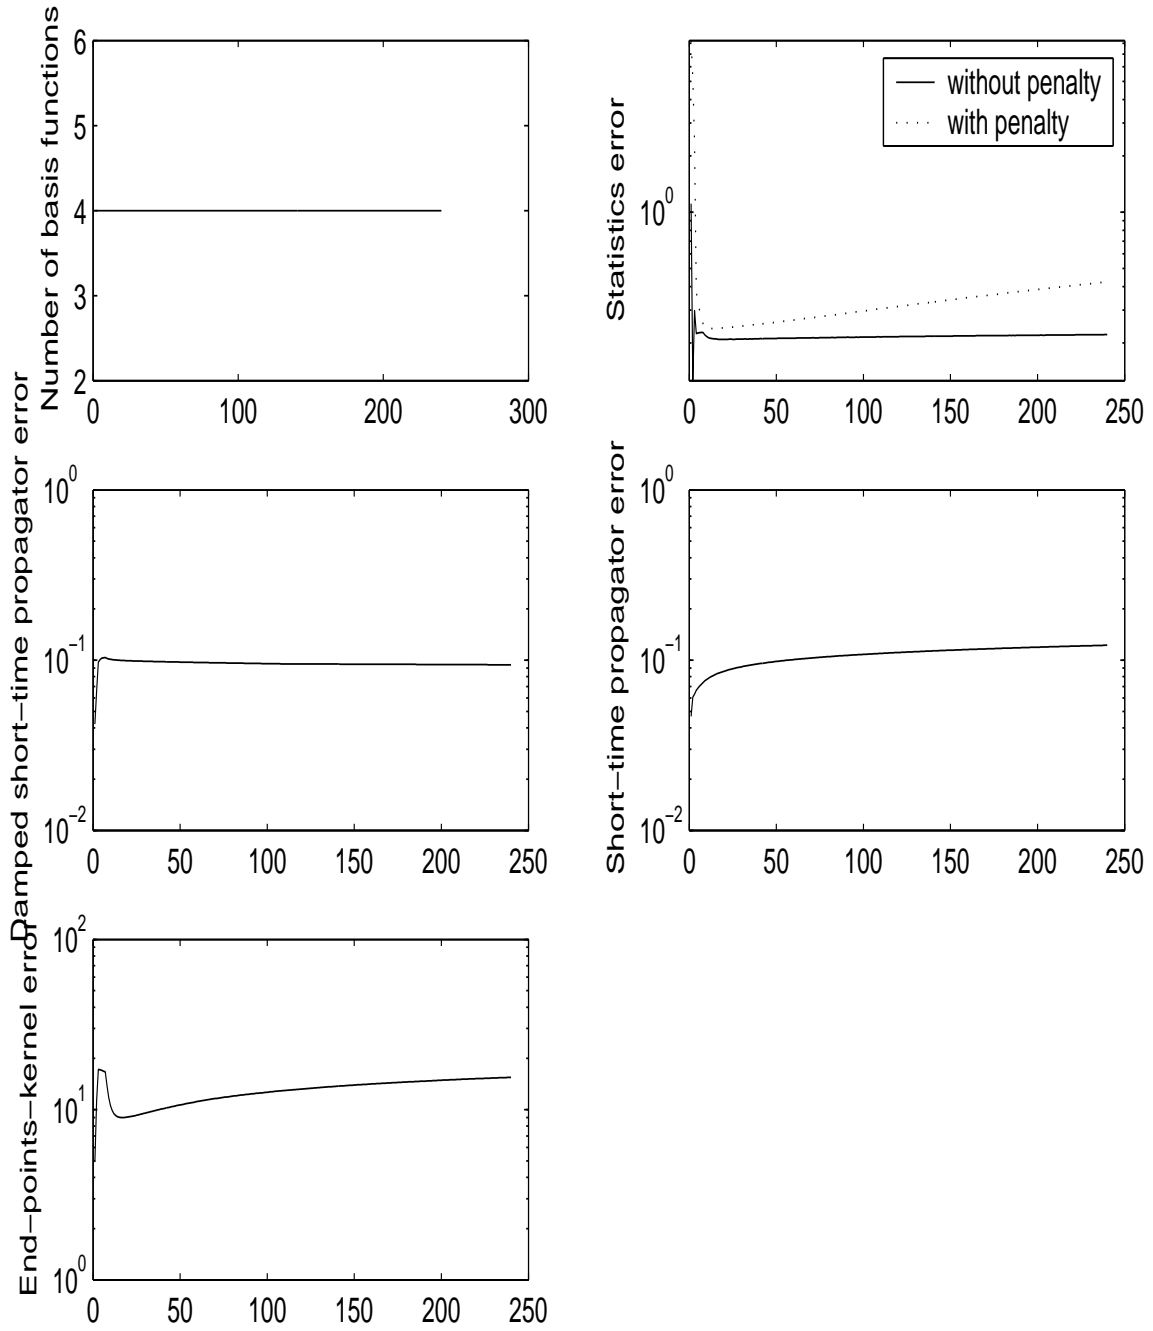 Number of basis functions
6
5
4
3
2
0 100 200 300
Statistics error
without penalty
with penalty
10^0
0 50 100 150 200 250
Damped short-time propagator error
10^0
10^-1
10^-2
0 50 100 150 200 250
Short-time propagator error
10^0
10^-1
10^-2
0 50 100 150 200 250
End-points-kernel error
10^2
10^1
10^0
0 50 100 150 200 250